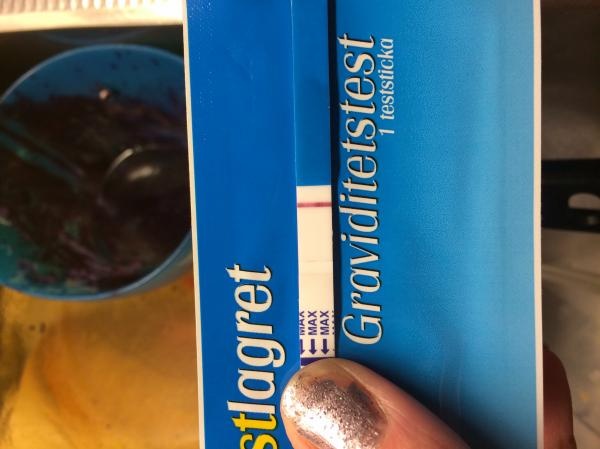 stlagret
Graviditetstest
1 teststicka
MAX
MAX
MAX